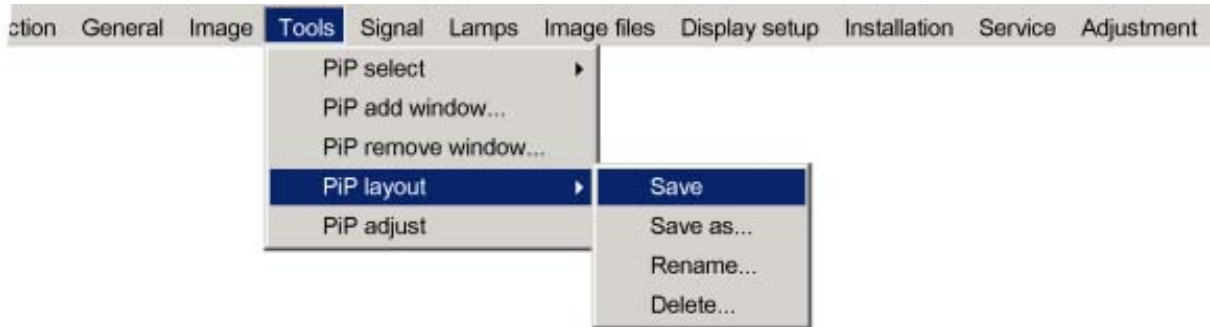 ction General Image Tools Signal Lamps Image files Display setup Installation Service Adjustment
PiP select
PiP add window...
PiP remove window...
PiP layout Save
PiP adjust Save as...
Rename...
Delete...